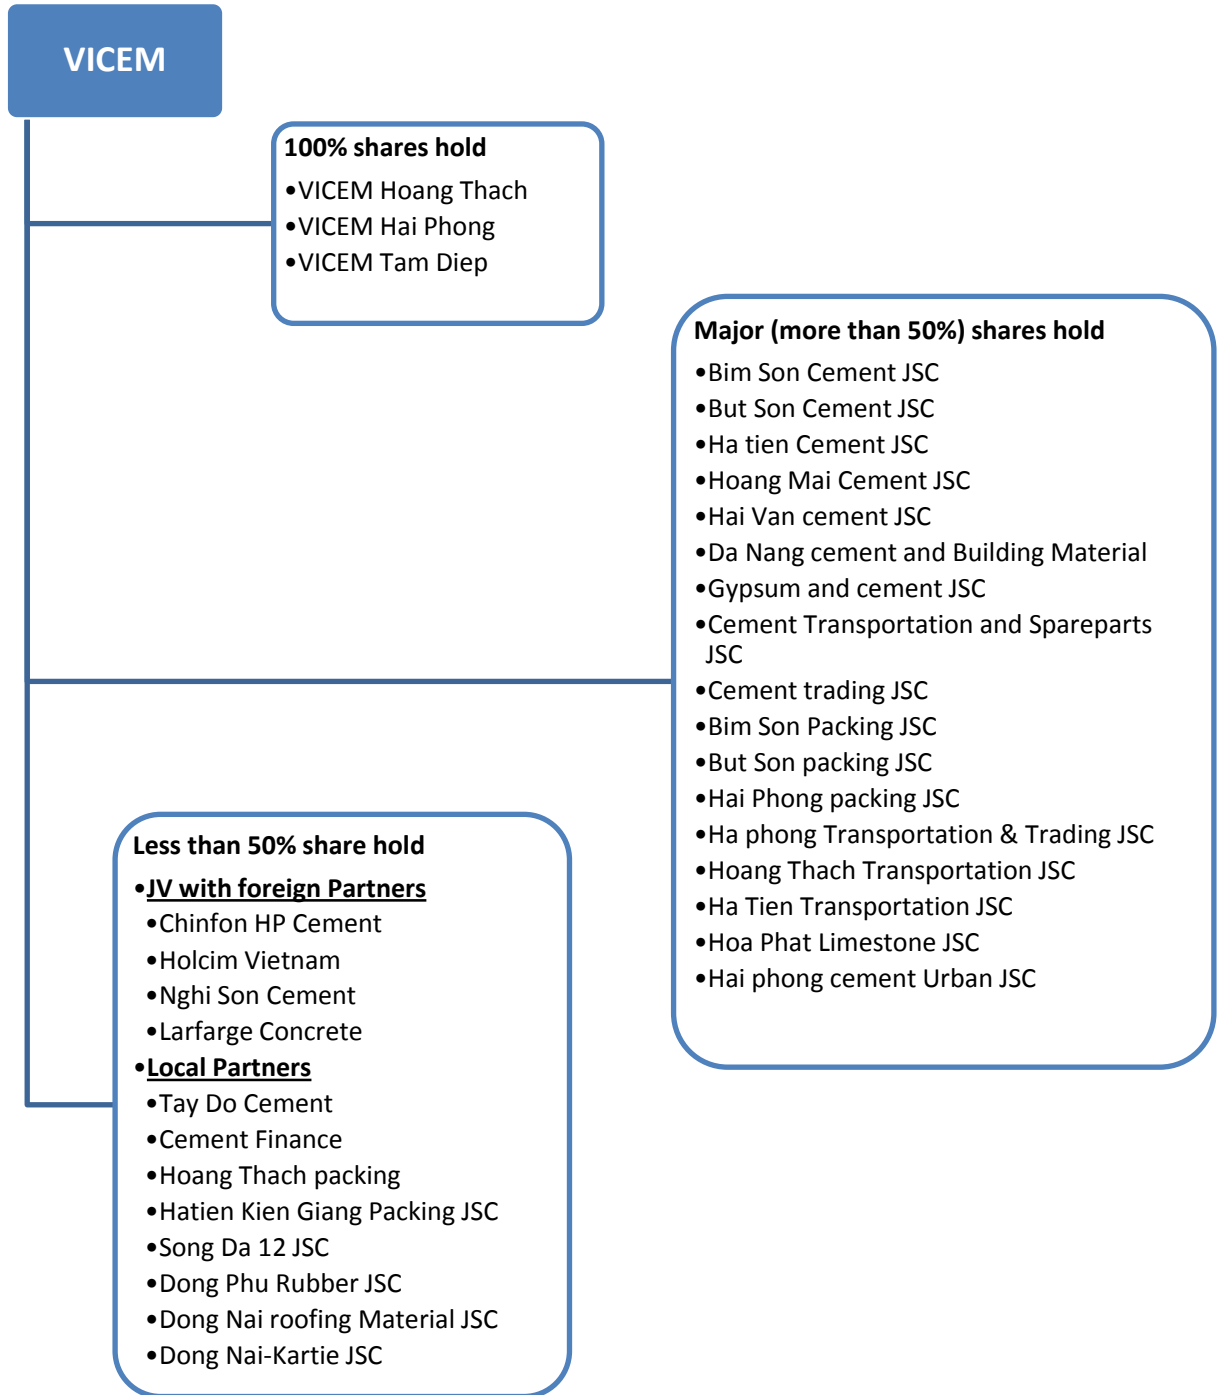 VICEM
100% shares hold
•VICEM Hoang Thach
•VICEM Hai Phong
•VICEM Tam Diep
Major (more than 50%) shares hold
•Bim Son Cement JSC
•But Son Cement JSC
•Ha tien Cement JSC
•Hoang Mai Cement JSC
•Hai Van cement JSC
•Da Nang cement and Building Material
•Gypsum and cement JSC
•Cement Transportation and Spareparts
JSC
•Cement trading JSC
•Bim Son Packing JSC
•But Son packing JSC
•Hai Phong packing JSC
•Ha phong Transportation & Trading JSC
•Hoang Thach Transportation JSC
•Ha Tien Transportation JSC
•Hoa Phat Limestone JSC
•Hai phong cement Urban JSC
Less than 50% share hold
•JV with foreign Partners
•Chinfon HP Cement
•Holcim Vietnam
•Nghi Son Cement
•Larfarge Concrete
•Local Partners
•Tay Do Cement
•Cement Finance
•Hoang Thach packing
•Hatien Kien Giang Packing JSC
•Song Da 12 JSC
•Dong Phu Rubber JSC
•Dong Nai roofing Material JSC
•Dong Nai-Kartie JSC